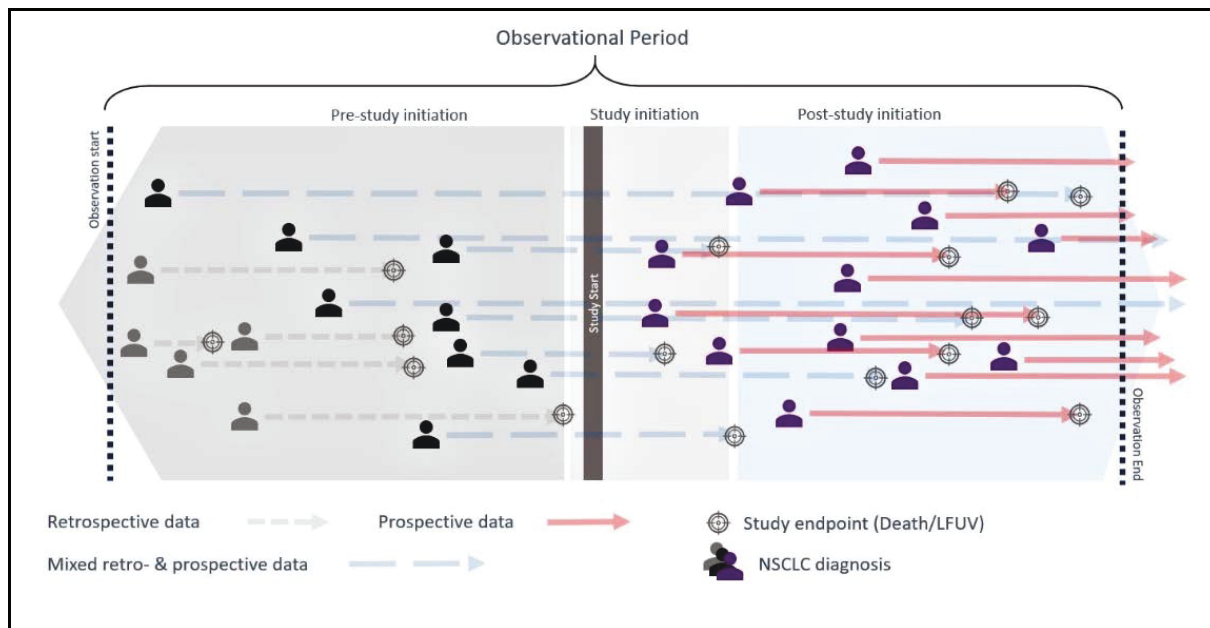 Observational Period
Pre-study initiation
Study initiation
Post-study initiation
Observation start
Study Start
Observation End
Retrospective data
Prospective data
Study endpoint (Death/LFUV)
Mixed retro- & prospective data
NSCLC diagnosis